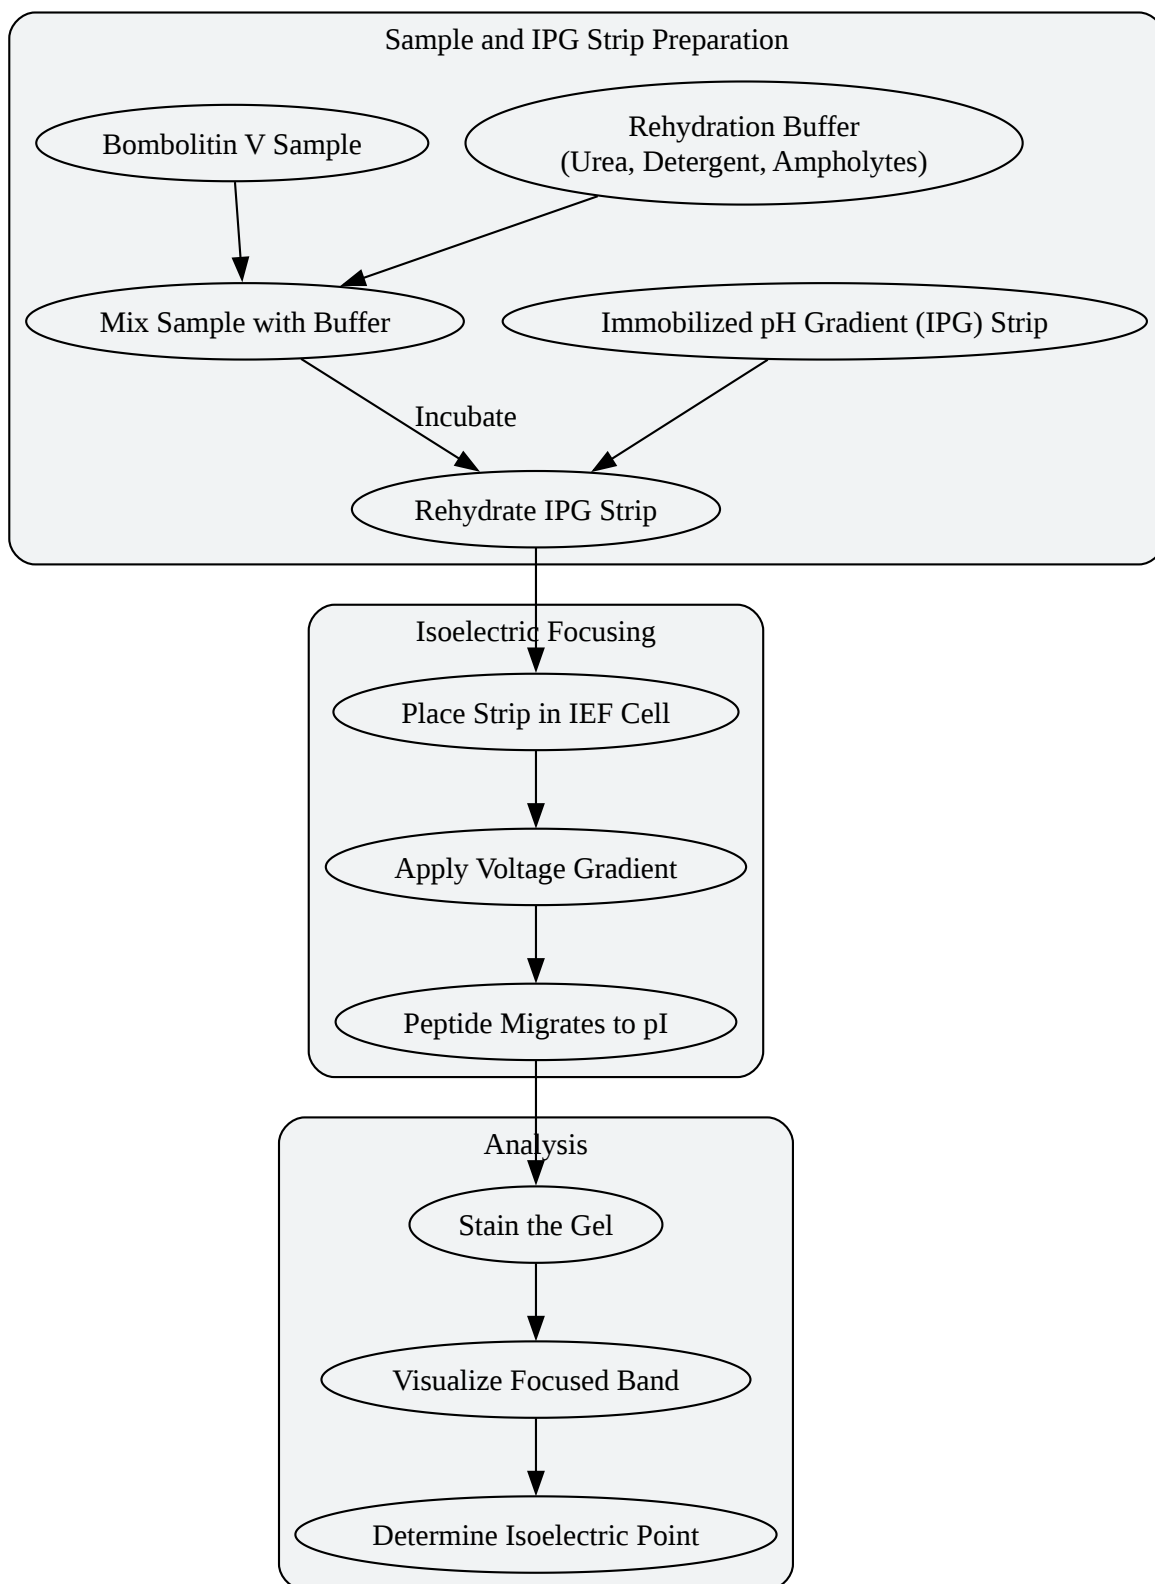 Sample and IPG Strip Preparation
Bombolitin V Sample
Rehydration Buffer
(Urea, Detergent, Ampholytes)
Mix Sample with Buffer
Immobilized pH Gradient (IPG) Strip
Incubate
Rehydrate IPG Strip
Isoelectric Focusing
Place Strip in IEF Cell
Apply Voltage Gradient
Peptide Migrates to pI
Analysis
Stain the Gel
Visualize Focused Band
Determine Isoelectric Point